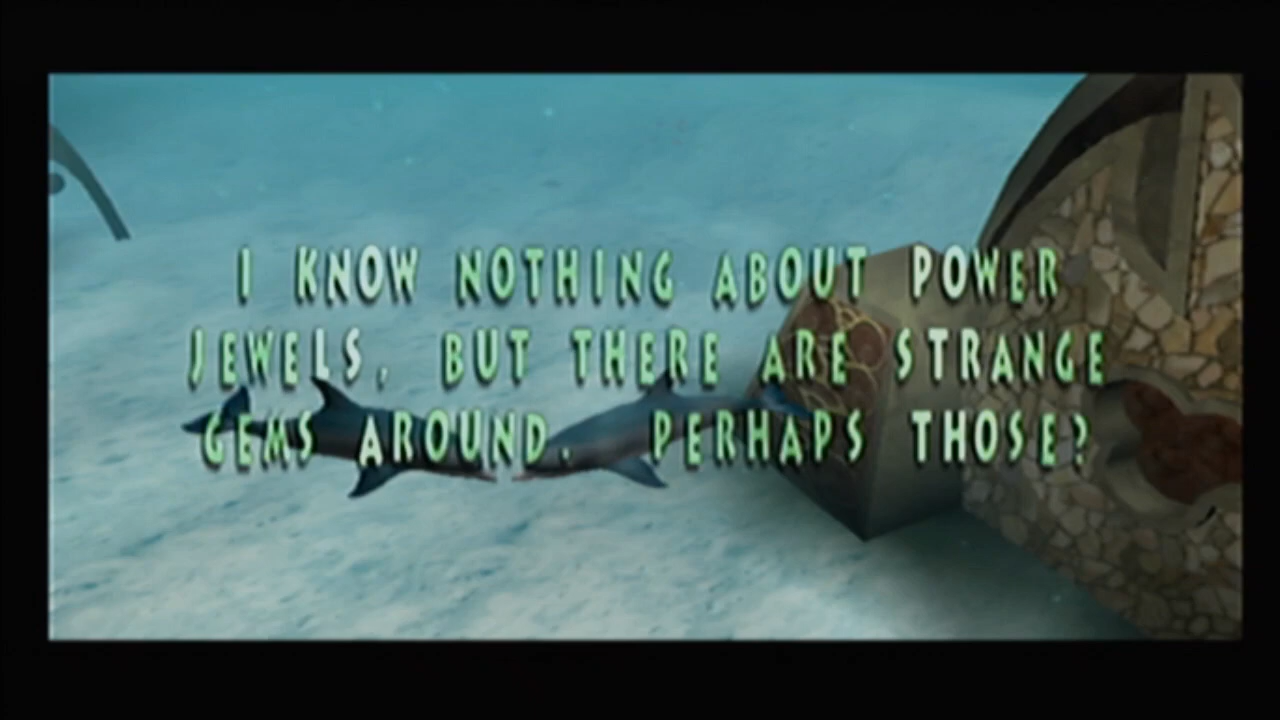 I KNOW NOTHING ABOUT POWER
JEWELS, BUT THERE ARE STRANGE
GEMS AROUND. PERHAPS THOSE?